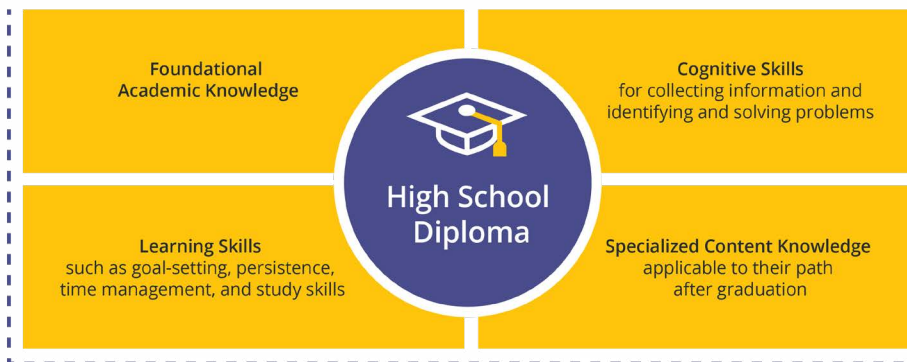 Foundational
Academic Knowledge
Cognitive Skills
for collecting information and
identifying and solving problems
High School
Diploma
Learning Skills
such as goal-setting, persistence,
time management, and study skills
Specialized Content Knowledge
applicable to their path
after graduation